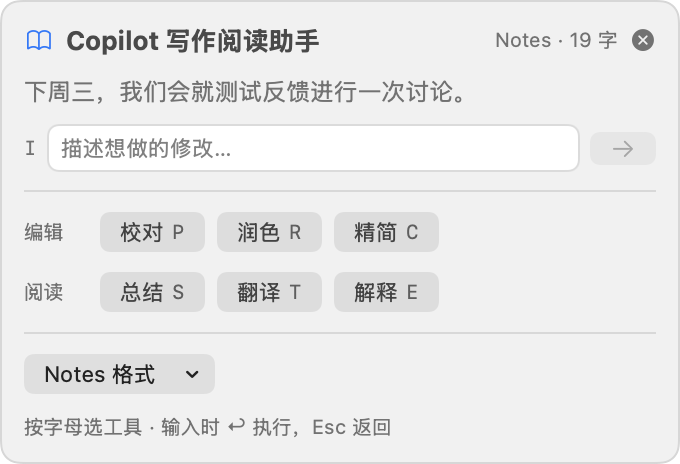 Copilot 写作阅读助手 Notes · 19 字
下周三，我们会就测试反馈进行一次讨论。
I 描述想做的修改... →
编辑 校对 P 润色 R 精简 C
阅读 总结 S 翻译 T 解释 E
Notes 格式
按字母选工具 · 输入时 ↩ 执行，Esc 返回